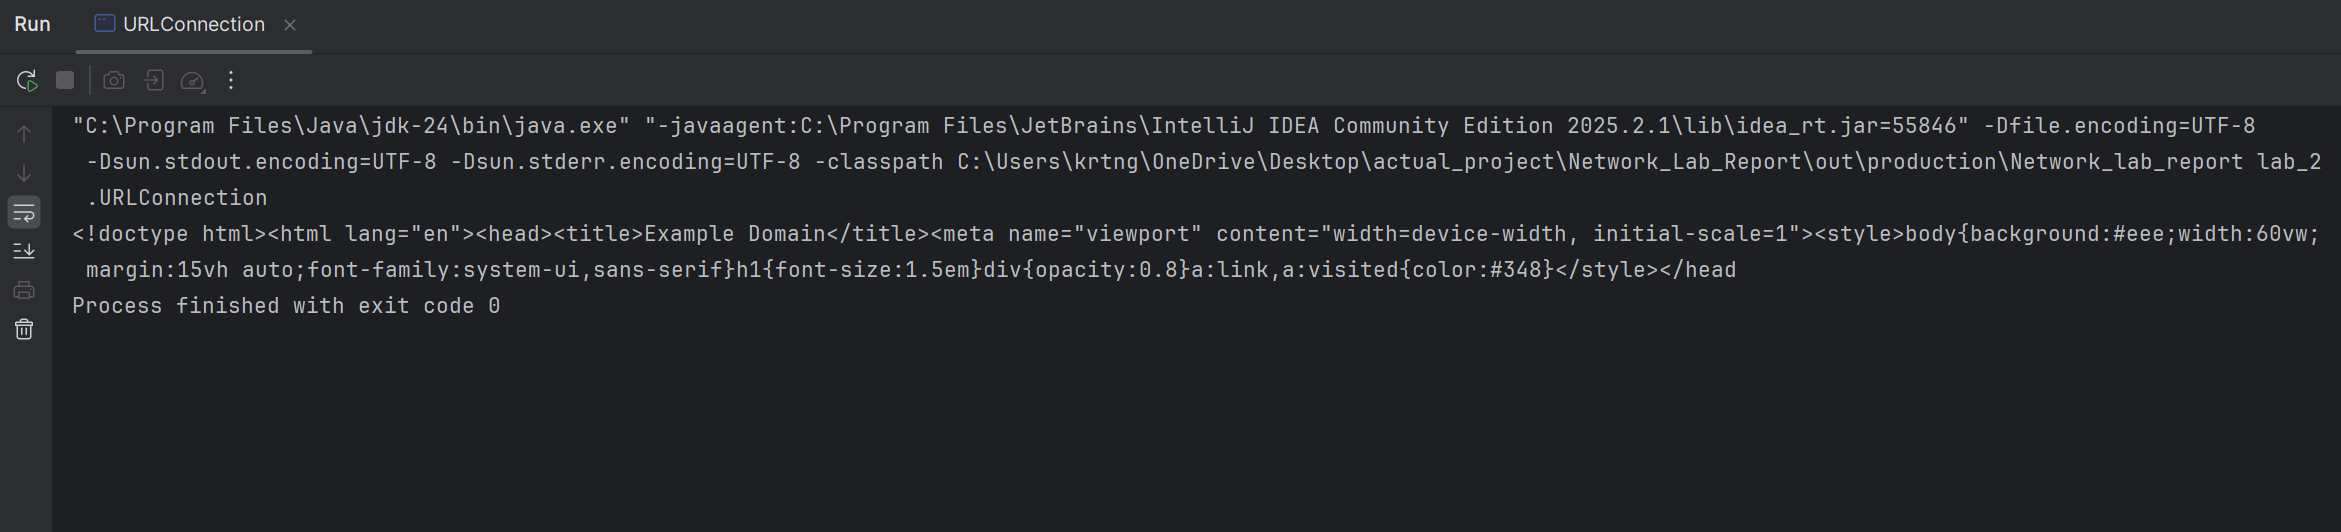 Run
URLConnection
"C:\Program Files\Java\jdk-24\bin\java.exe" "-javaagent:C:\Program Files\JetBrains\IntelliJ IDEA Community Edition 2025.2.1\lib\idea_rt.jar=55846" -Dfile.encoding=UTF-8
-Dsun.stdout.encoding=UTF-8 -Dsun.stderr.encoding=UTF-8 -classpath C:\Users\krtng\OneDrive\Desktop\actual_project\Network_Lab_Report\out\production\Network_lab_report lab_2
.URLConnection
<!doctype html><html lang="en"><head><title>Example Domain</title><meta name="viewport" content="width=device-width, initial-scale=1"><style>body{background:#eee;width:60vw;
margin:15vh auto;font-family:system-ui,sans-serif}h1{font-size:1.5em}div{opacity:0.8}a:link,a:visited{color:#348}</style></head
Process finished with exit code 0